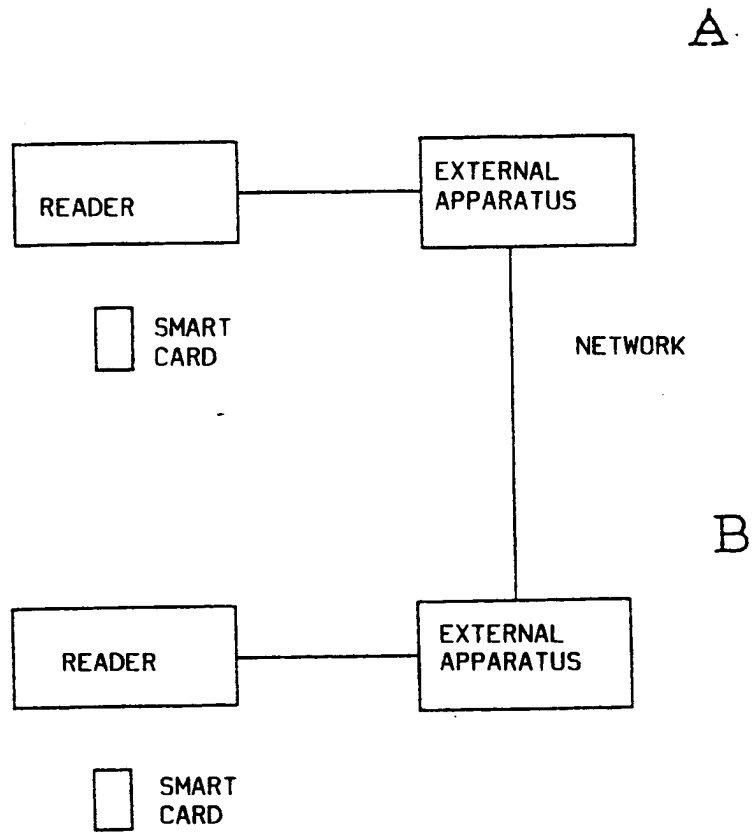 A
READER
EXTERNAL
APPARATUS
SMART
CARD
NETWORK
B
READER
EXTERNAL
APPARATUS
SMART
CARD